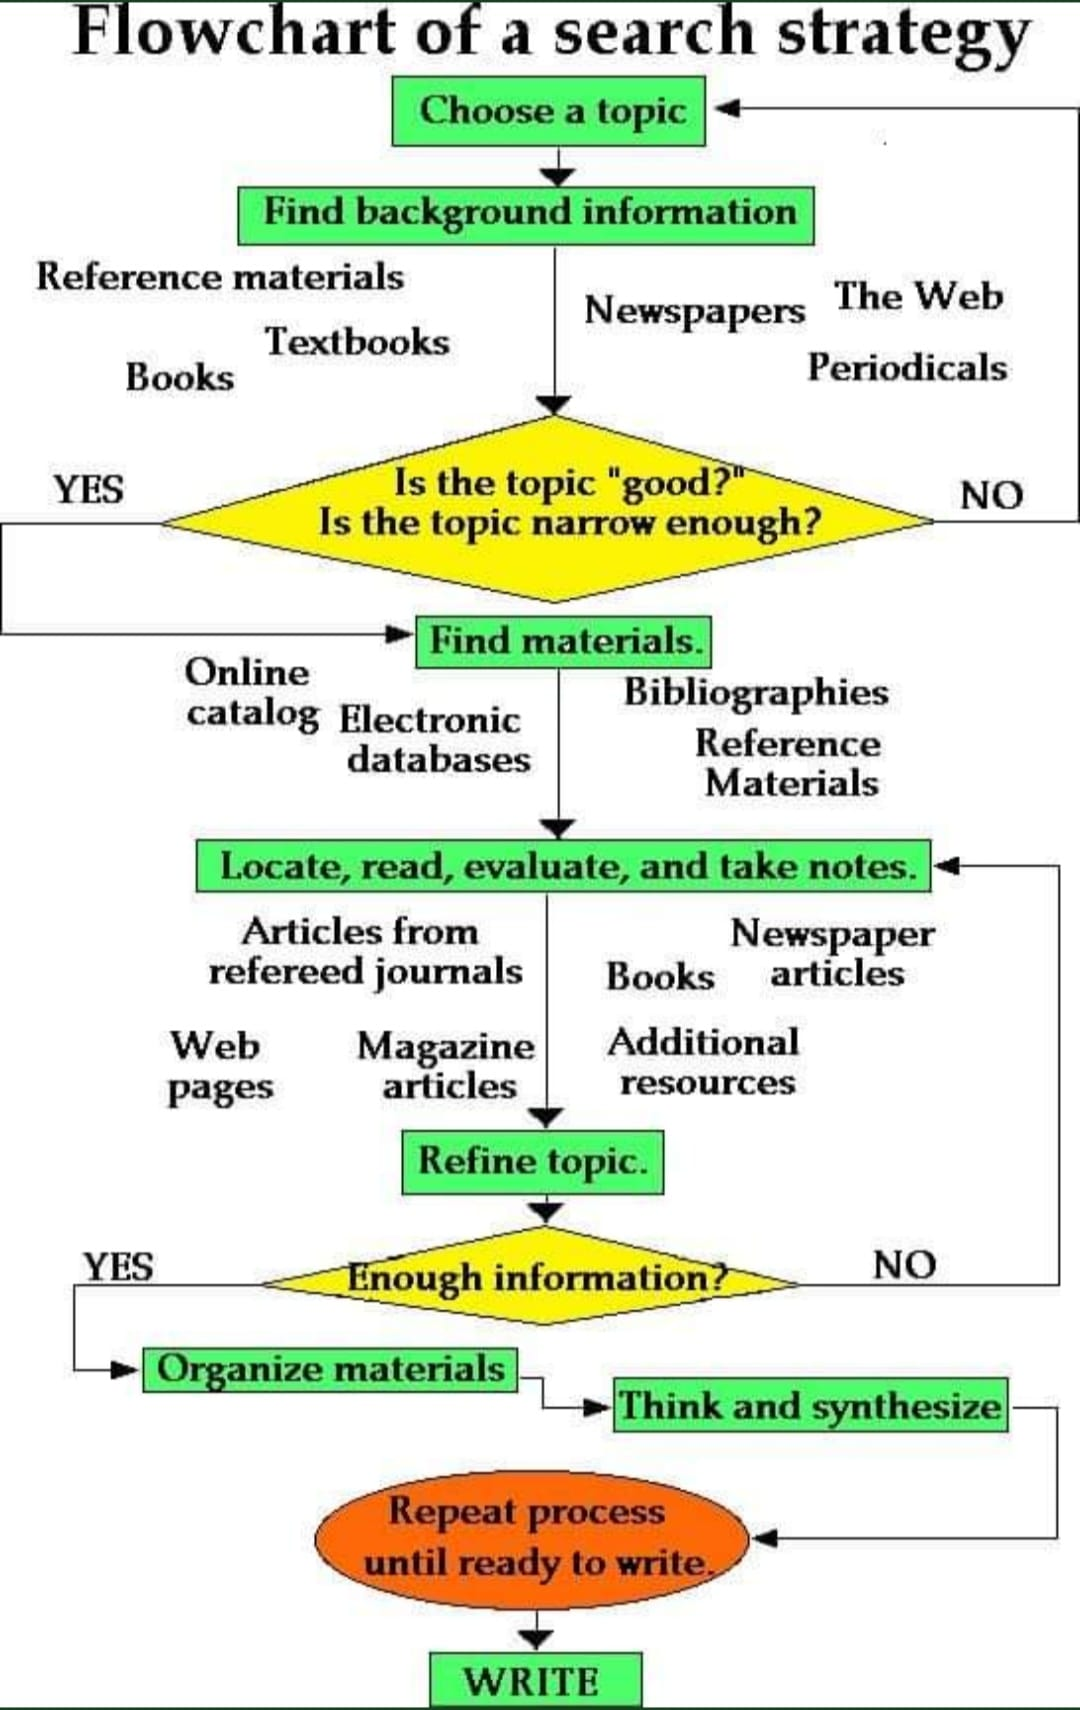 Flowchart of a search strategy
Choose a topic
Find background information
Reference materials
Textbooks
Books
Newspapers
The Web
Periodicals
YES
Is the topic "good?"
Is the topic narrow enough?
NO
Find materials.
Online
catalog
Electronic
databases
Bibliographies
Reference
Materials
Locate, read, evaluate, and take notes.
Articles from
refereed journals
Books
Newspaper
articles
Web
pages
Magazine
articles
Additional
resources
Refine topic.
YES
Enough information?
NO
Organize materials
Think and synthesize
Repeat process
until ready to write.
WRITE